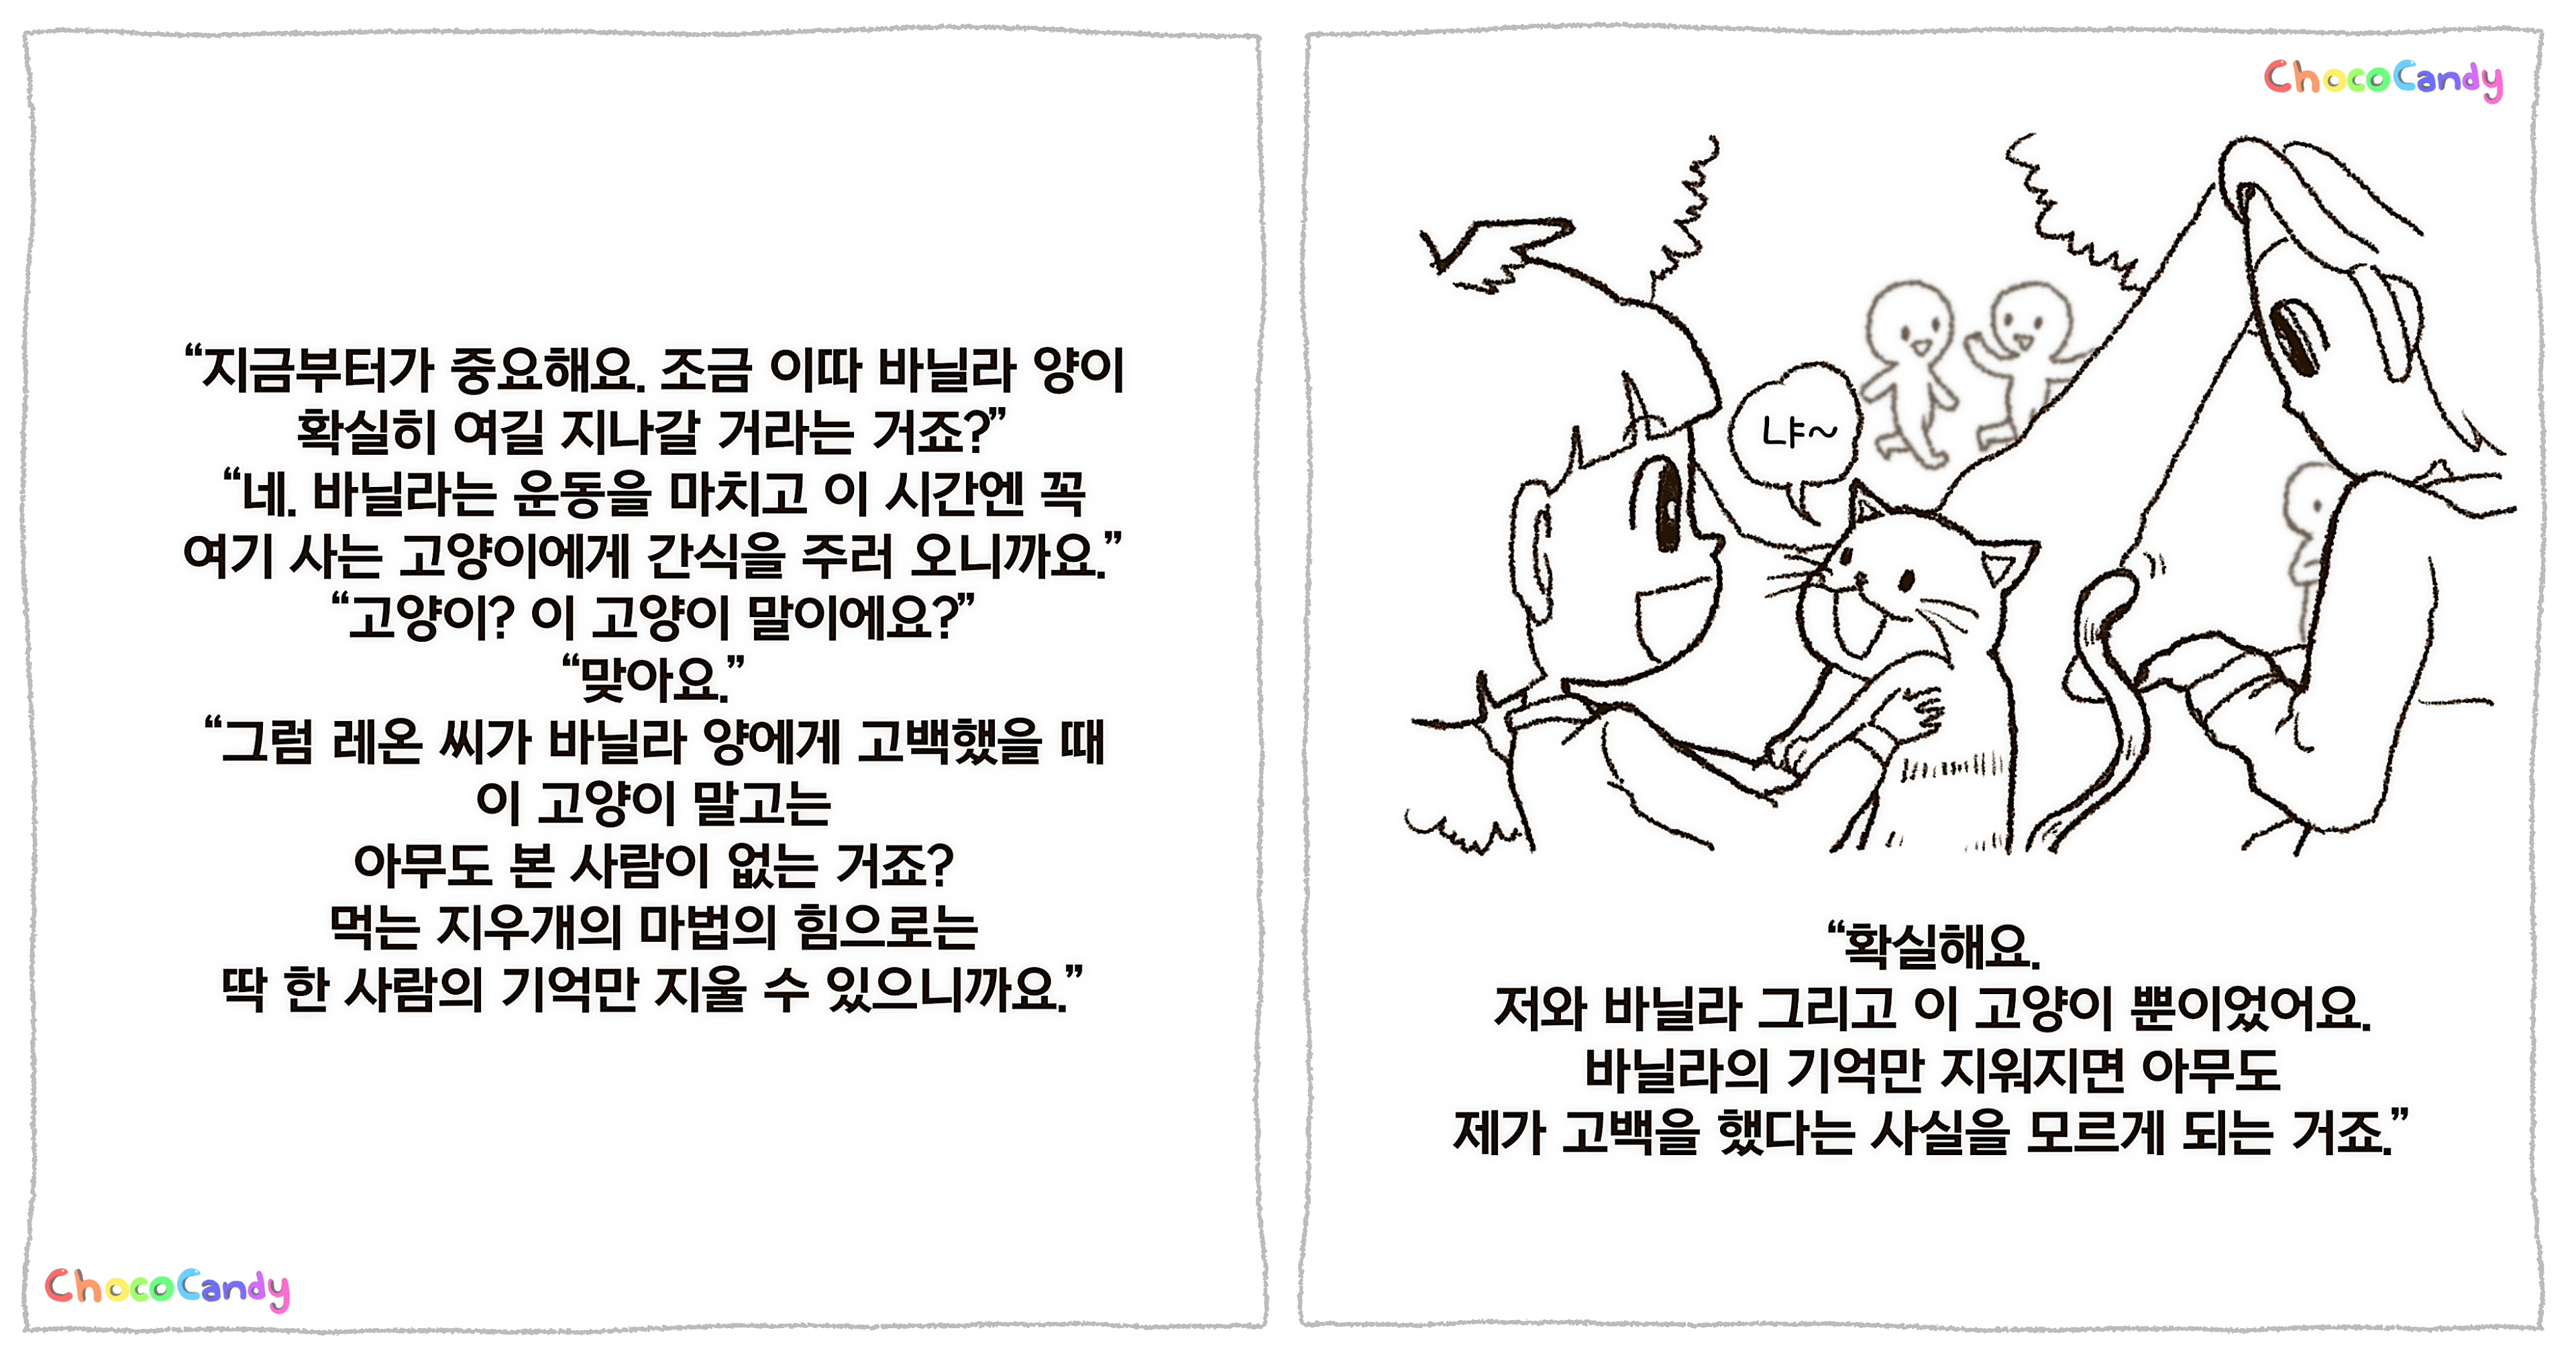 “지금부터가 중요해요. 조금 이따 바닐라 양이
확실히 여길 지나갈 거라는 거죠?”
“네. 바닐라는 운동을 마치고 이 시간엔 꼭
여기 사는 고양이에게 간식을 주러 오니까요.”
“고양이? 이 고양이 말이에요?”
“맞아요.”
“그럼 레온 씨가 바닐라 양에게 고백했을 때
이 고양이 말고는
아무도 본 사람이 없는 거죠?
먹는 지우개의 마법의 힘으로는
딱 한 사람의 기억만 지울 수 있으니까요.”
ChocoCandy
ChocoCandy
냐~
“확실해요.
저와 바닐라 그리고 이 고양이 뿐이었어요.
바닐라의 기억만 지워지면 아무도
제가 고백을 했다는 사실을 모르게 되는 거죠.”